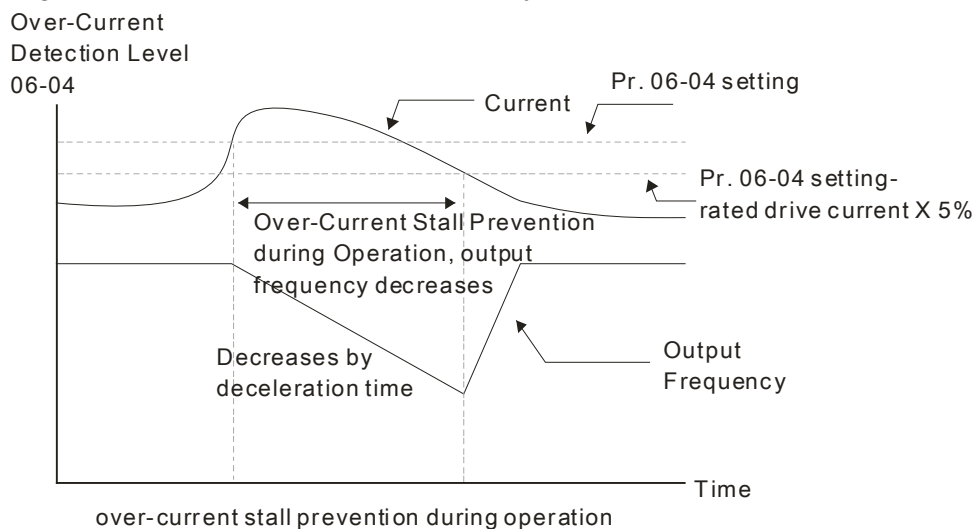 Over-Current
Detection Level
06-04
Pr. 06-04 setting
Current
Pr. 06-04 setting-
rated drive current X 5%
Over-Current Stall Prevention
during Operation, output
frequency decreases
Decreases by
deceleration time
Output
Frequency
Time
over-current stall prevention during operation